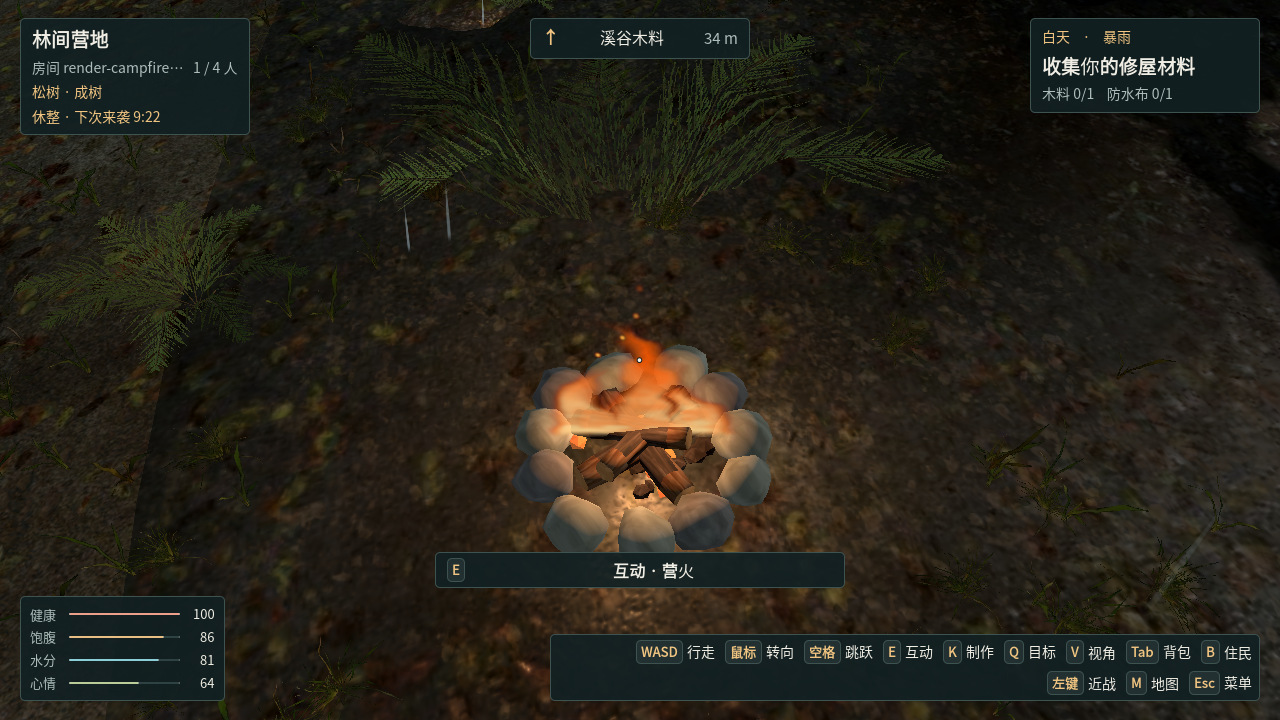 林间营地
房间 render-campfire… 1 / 4 人
松树 · 成树
休整 · 下次来袭 9:22
↑ 溪谷木料 34 m
白天 · 暴雨
收集你的修屋材料
木料 0/1 防水布 0/1
E 互动 · 营火
健康 100
饱腹 86
水分 81
心情 64
WASD 行走 鼠标 转向 空格 跳跃 E 互动 K 制作 Q 目标 V 视角 Tab 背包 B 住民
左键 近战 M 地图 Esc 菜单